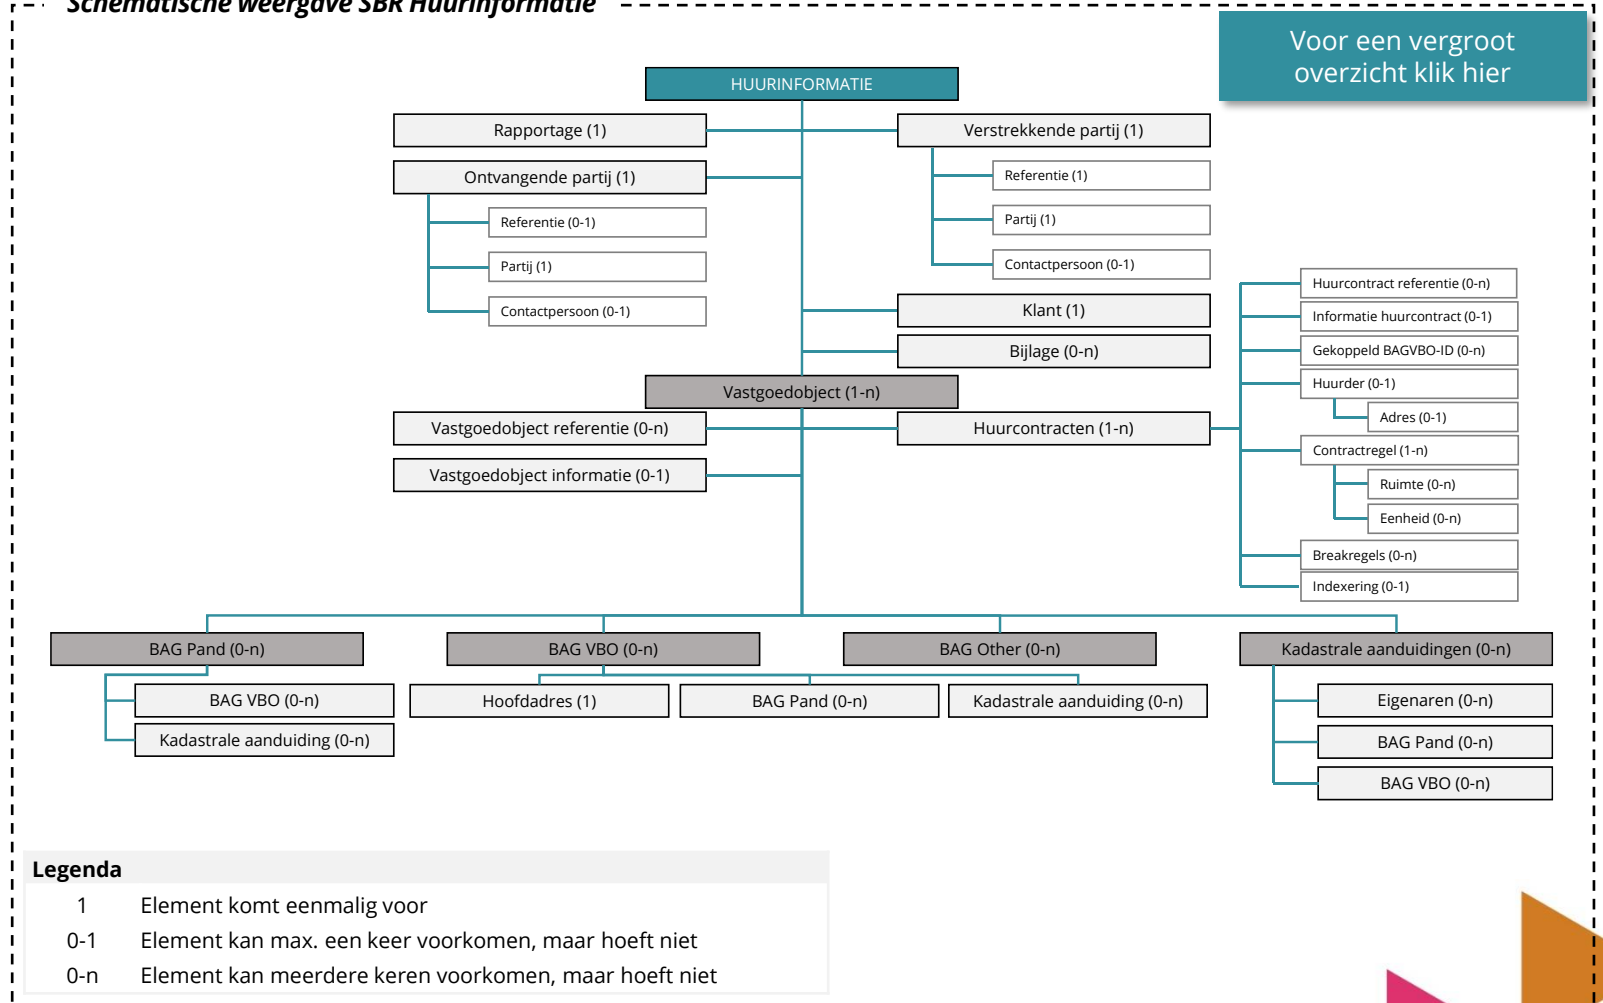 Schematische weergave SBR Huurinformatie
Voor een vergroot
overzicht klik hier
HUURINFORMATIE
Rapportage (1)
Verstrekkende partij (1)
Ontvangende partij (1)
Referentie (1)
Partij (1)
Contactpersoon (0-1)
Referentie (0-1)
Partij (1)
Contactpersoon (0-1)
Klant (1)
Bijlage (0-n)
Vastgoedobject (1-n)
Vastgoedobject referentie (0-n)
Huurcontracten (1-n)
Vastgoedobject informatie (0-1)
Huurcontract referentie (0-n)
Informatie huurcontract (0-1)
Gekoppeld BAGVBO-ID (0-n)
Huurder (0-1)
Adres (0-1)
Contractregel (1-n)
Ruimte (0-n)
Eenheid (0-n)
Breakregels (0-n)
Indexering (0-1)
BAG Pand (0-n)
BAG VBO (0-n)
Kadastrale aanduiding (0-n)
BAG VBO (0-n)
Hoofdadres (1)
BAG Pand (0-n)
Kadastrale aanduiding (0-n)
BAG Other (0-n)
Kadastrale aanduidingen (0-n)
Eigenaren (0-n)
BAG Pand (0-n)
BAG VBO (0-n)
Legenda
1 Element komt eenmalig voor
0-1 Element kan max. een keer voorkomen, maar hoeft niet
0-n Element kan meerdere keren voorkomen, maar hoeft niet